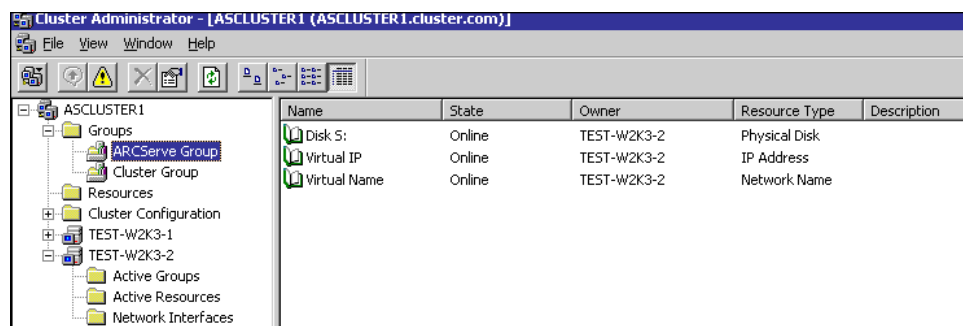 Cluster Administrator - [ASCLUSTER1 (ASCLUSTER1.cluster.com)]
File View Window Help
ASCLUSTER1
Groups
ARCServe Group
Cluster Group
Resources
Cluster Configuration
TEST-W2K3-1
TEST-W2K3-2
Active Groups
Active Resources
Network Interfaces
Name State Owner Resource Type Description
Disk S: Online TEST-W2K3-2 Physical Disk
Virtual IP Online TEST-W2K3-2 IP Address
Virtual Name Online TEST-W2K3-2 Network Name